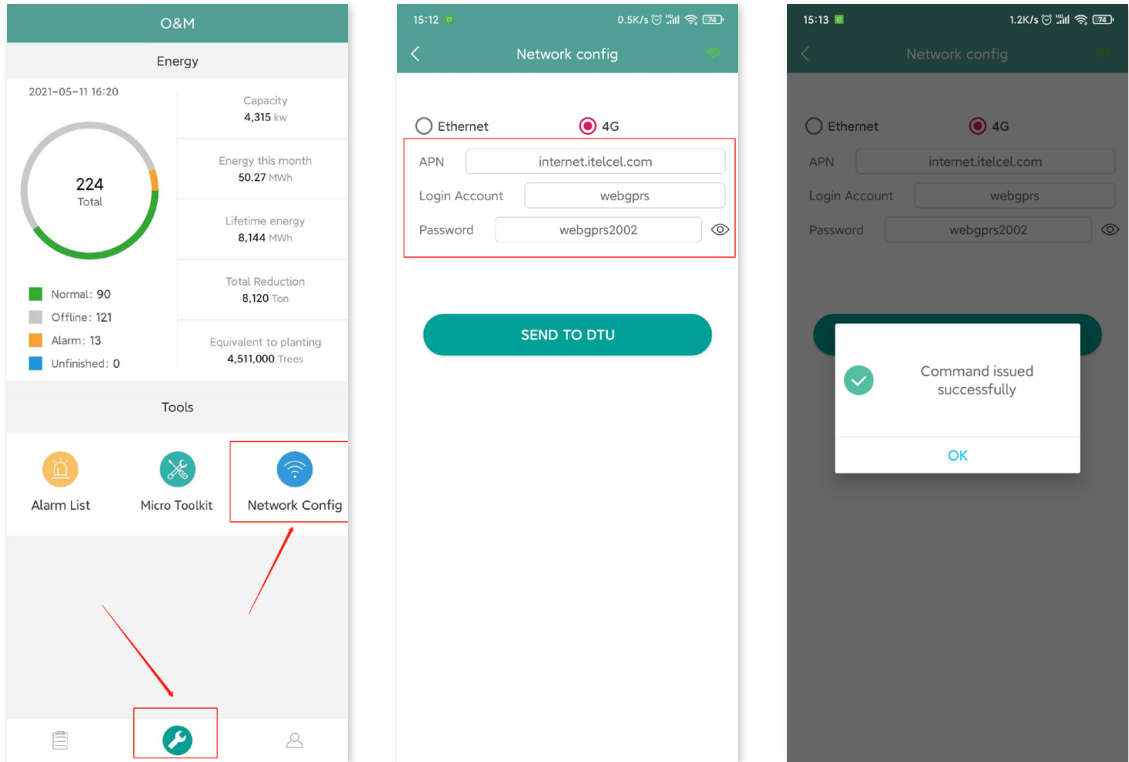 O&M
Energy
2021-05-11 16:20
224
Total
Capacity
4,315 kw
Energy this month
50.27 MWh
Lifetime energy
8,144 MWh
Total Reduction
8,120 Ton
Equivalent to planting
4,511,000 Trees
Normal: 90
Offline: 121
Alarm: 13
Unfinished: 0
Tools
Alarm List
Micro Toolkit
Network Config
15:12
0.5K/s
74
Network config
Ethernet
4G
APN
internet.itelcel.com
Login Account
webgprs
Password
webgprs2002
SEND TO DTU
15:13
1.2K/s
74
Network config
Ethernet
4G
APN
internet.itelcel.com
Login Account
webgprs
Password
webgprs2002
Command issued
successfully
OK